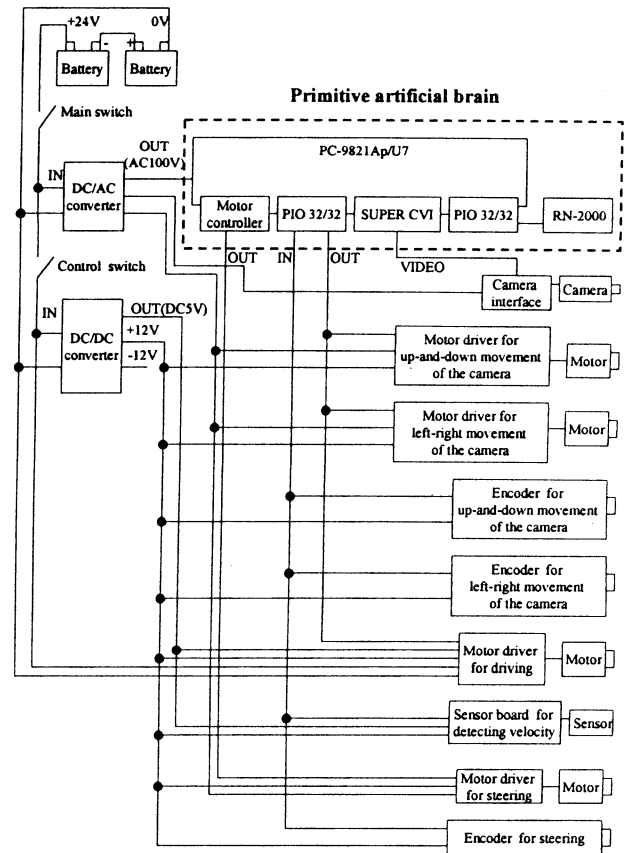 +24V
0V
-
+
Battery
Battery
Main switch
Primitive artificial brain
OUT
(AC100V)
PC-9821Ap/U7
IN
DC/AC
converter
Motor
controller
PIO 32/32
SUPER CVI
PIO 32/32
RN-2000
OUT
IN
OUT
VIDEO
Control switch
Camera
interface
Camera
IN
OUT(DC5V)
+12V
-12V
DC/DC
converter
Motor driver for
up-and-down movement
of the camera
Motor
Motor driver for
left-right movement
of the camera
Motor
Encoder for
up-and-down movement
of the camera
Encoder for
left-right movement
of the camera
Motor driver
for driving
Motor
Sensor board for
detecting velocity
Sensor
Motor driver
for steering
Motor
Encoder for steering